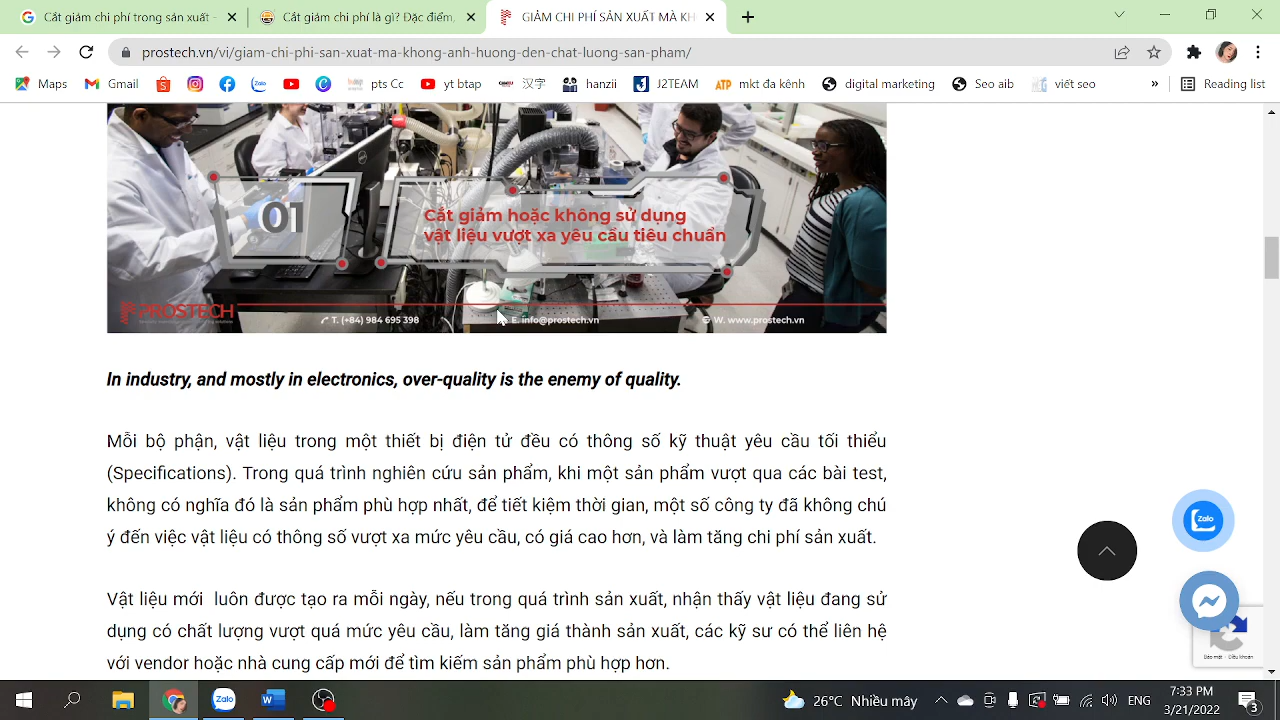 Cắt giảm chi phí trong sản xuất -
Cắt giảm chi phí là gì? Đặc điểm,
GIẢM CHI PHÍ SẢN XUẤT MÀ KH
prostech.vn/vi/giam-chi-phi-san-xuat-ma-khong-anh-huong-den-chat-luong-san-pham/
Maps
Gmail
pts Cc
yt btap
汉字
hanzii
J2TEAM
mkt đa kênh
digital marketing
Seo aib
viết seo
»
Reading list
01
Cắt giảm hoặc không sử dụng
vật liệu vượt xa yêu cầu tiêu chuẩn
PROSTECH
T. (+84) 984 695 398
E. info@prostech.vn
W. www.prostech.vn
In industry, and mostly in electronics, over-quality is the enemy of quality.
Mỗi bộ phận, vật liệu trong một thiết bị điện tử đều có thông số kỹ thuật yêu cầu tối thiểu
(Specifications). Trong quá trình nghiên cứu sản phẩm, khi một sản phẩm vượt qua các bài test,
không có nghĩa đó là sản phẩm phù hợp nhất, để tiết kiệm thời gian, một số công ty đã không chú
ý đến việc vật liệu có thông số vượt xa mức yêu cầu, có giá cao hơn, và làm tăng chi phí sản xuất.
Vật liệu mới luôn được tạo ra mỗi ngày, nếu trong quá trình sản xuất, nhận thấy vật liệu đang sử
dụng có chất lượng vượt quá mức yêu cầu, làm tăng giá thành sản xuất, các kỹ sư có thể liên hệ
với vendor hoặc nhà cung cấp mới để tìm kiếm sản phẩm phù hợp hơn.
Zalo
Bảo mật - Điều khoản
Zalo
26°C Nhiều mây
ENG
7:33 PM
3/21/2022
3